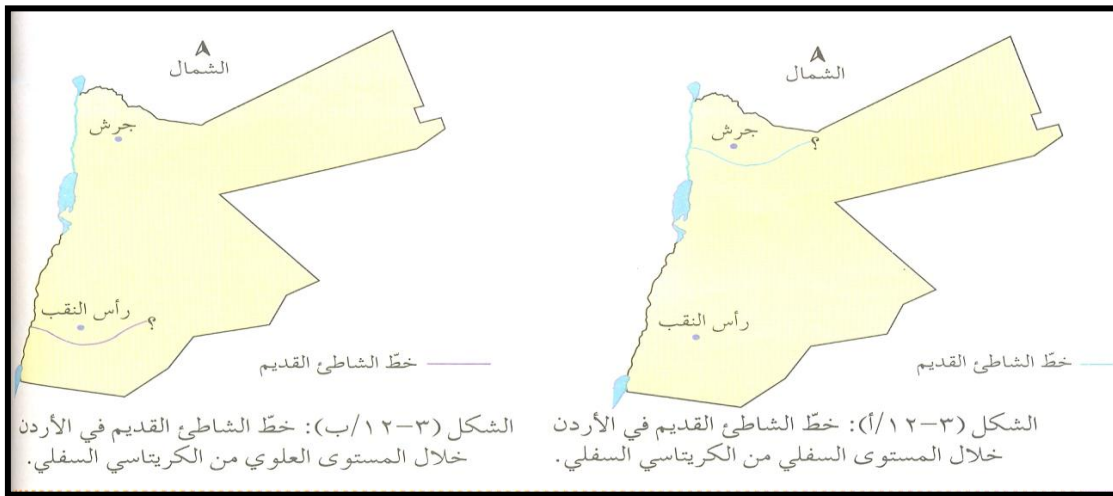 الشمال
جرش
؟
رأس النقب
خطّ الشاطئ القديم
الشكل (٣-١٢/أ): خطّ الشاطئ القديم في الأردن
خلال المستوى السفلي من الكريتاسي السفلي.
الشمال
جرش
رأس النقب
؟
خطّ الشاطئ القديم
الشكل (٣-١٢/ب): خطّ الشاطئ القديم في الأردن
خلال المستوى العلوي من الكريتاسي السفلي.